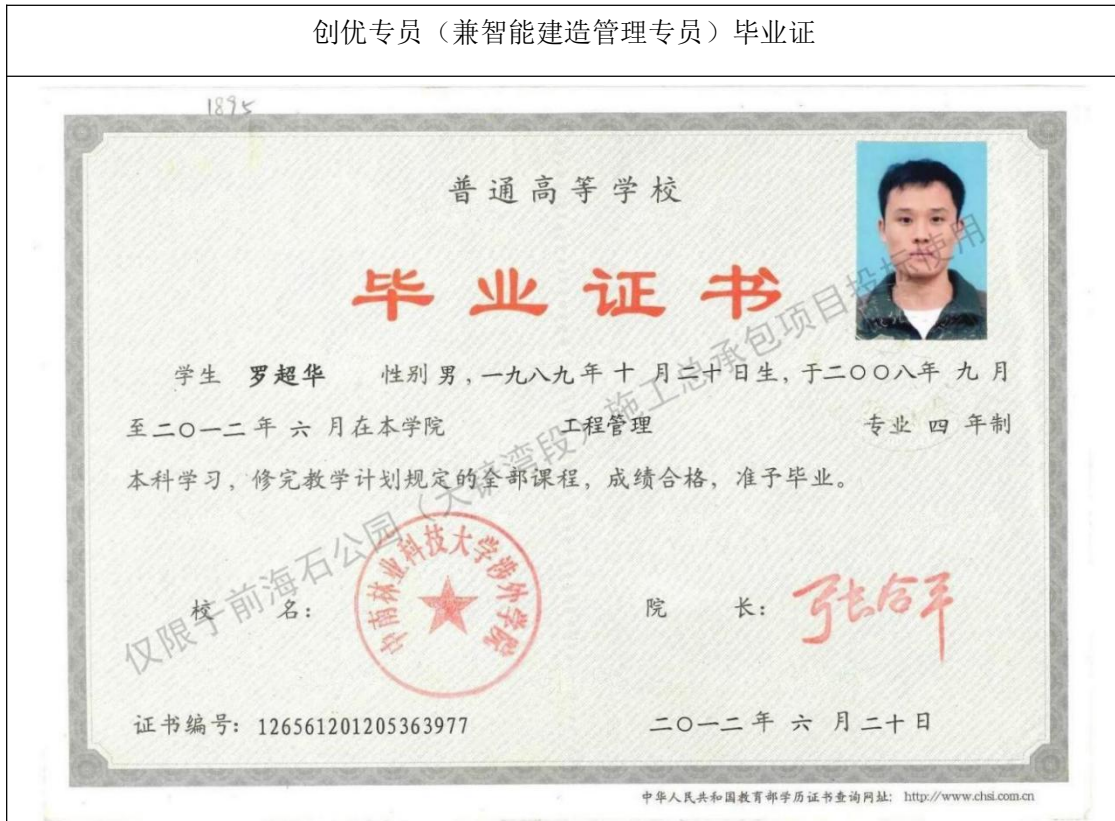 创优专员（兼智能建造管理专员）毕业证
1895
普通高等学校
毕业证书
学生 罗超华 性别 男，一九八九年 十 月二十日生，于二〇〇八年 九 月
至二〇一二年 六 月在本学院 工程管理 专业 四 年制
本科学习，修完教学计划规定的全部课程，成绩合格，准予毕业。
校 名：
中南林业科技大学涉外学院
院 长：
张合平
证书编号：126561201205363977
二〇一二年 六 月二十日
中华人民共和国教育部学历证书查询网址：http://www.chsi.com.cn
仅限于前海石公园（大铲湾段）施工总承包项目投标使用